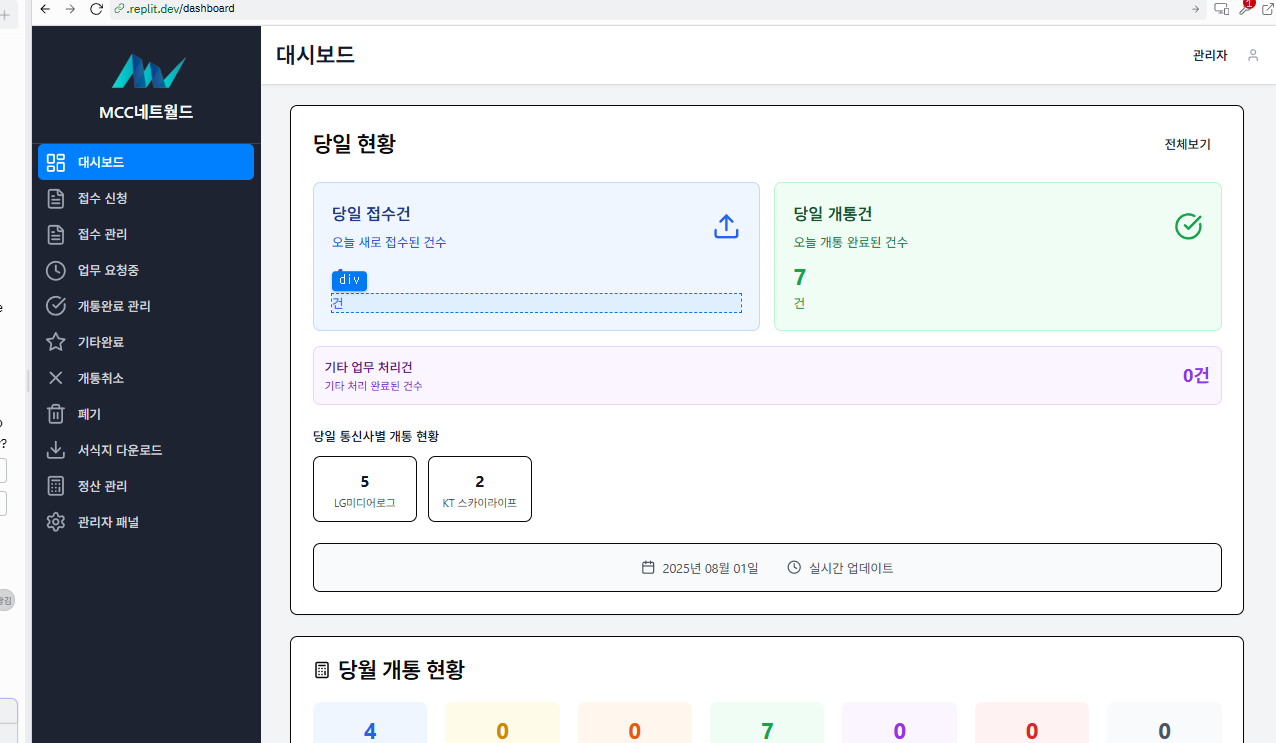 .replit.dev/dashboard
1
MCC네트월드
대시보드
접수 신청
접수 관리
업무 요청중
개통완료 관리
기타완료
개통취소
폐기
서식지 다운로드
정산 관리
관리자 패널
대시보드
관리자
당일 현황
전체보기
당일 접수건
오늘 새로 접수된 건수
div
건
당일 개통건
오늘 개통 완료된 건수
7
건
기타 업무 처리건
기타 처리 완료된 건수
0건
당일 통신사별 개통 현황
5
LG미디어로그
2
KT 스카이라이프
2025년 08월 01일
실시간 업데이트
당월 개통 현황
4
0
0
7
0
0
0